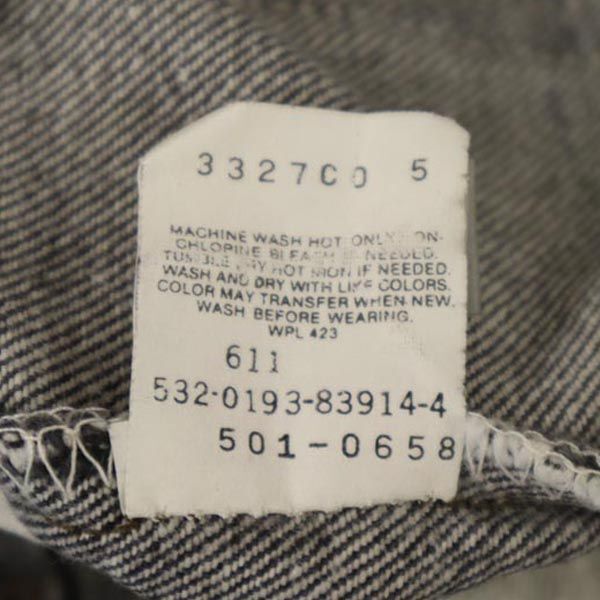 3327C0 5
MACHINE WASH HOT ONLY ON-
CHLORINE BLEACH IF NEEDED.
TUMBLE DRY HOT IRON IF NEEDED.
WASH AND DRY WITH LIKE COLORS.
COLOR MAY TRANSFER WHEN NEW.
WASH BEFORE WEARING.
WPL 423
611
532-0193-83914-4
501-0658